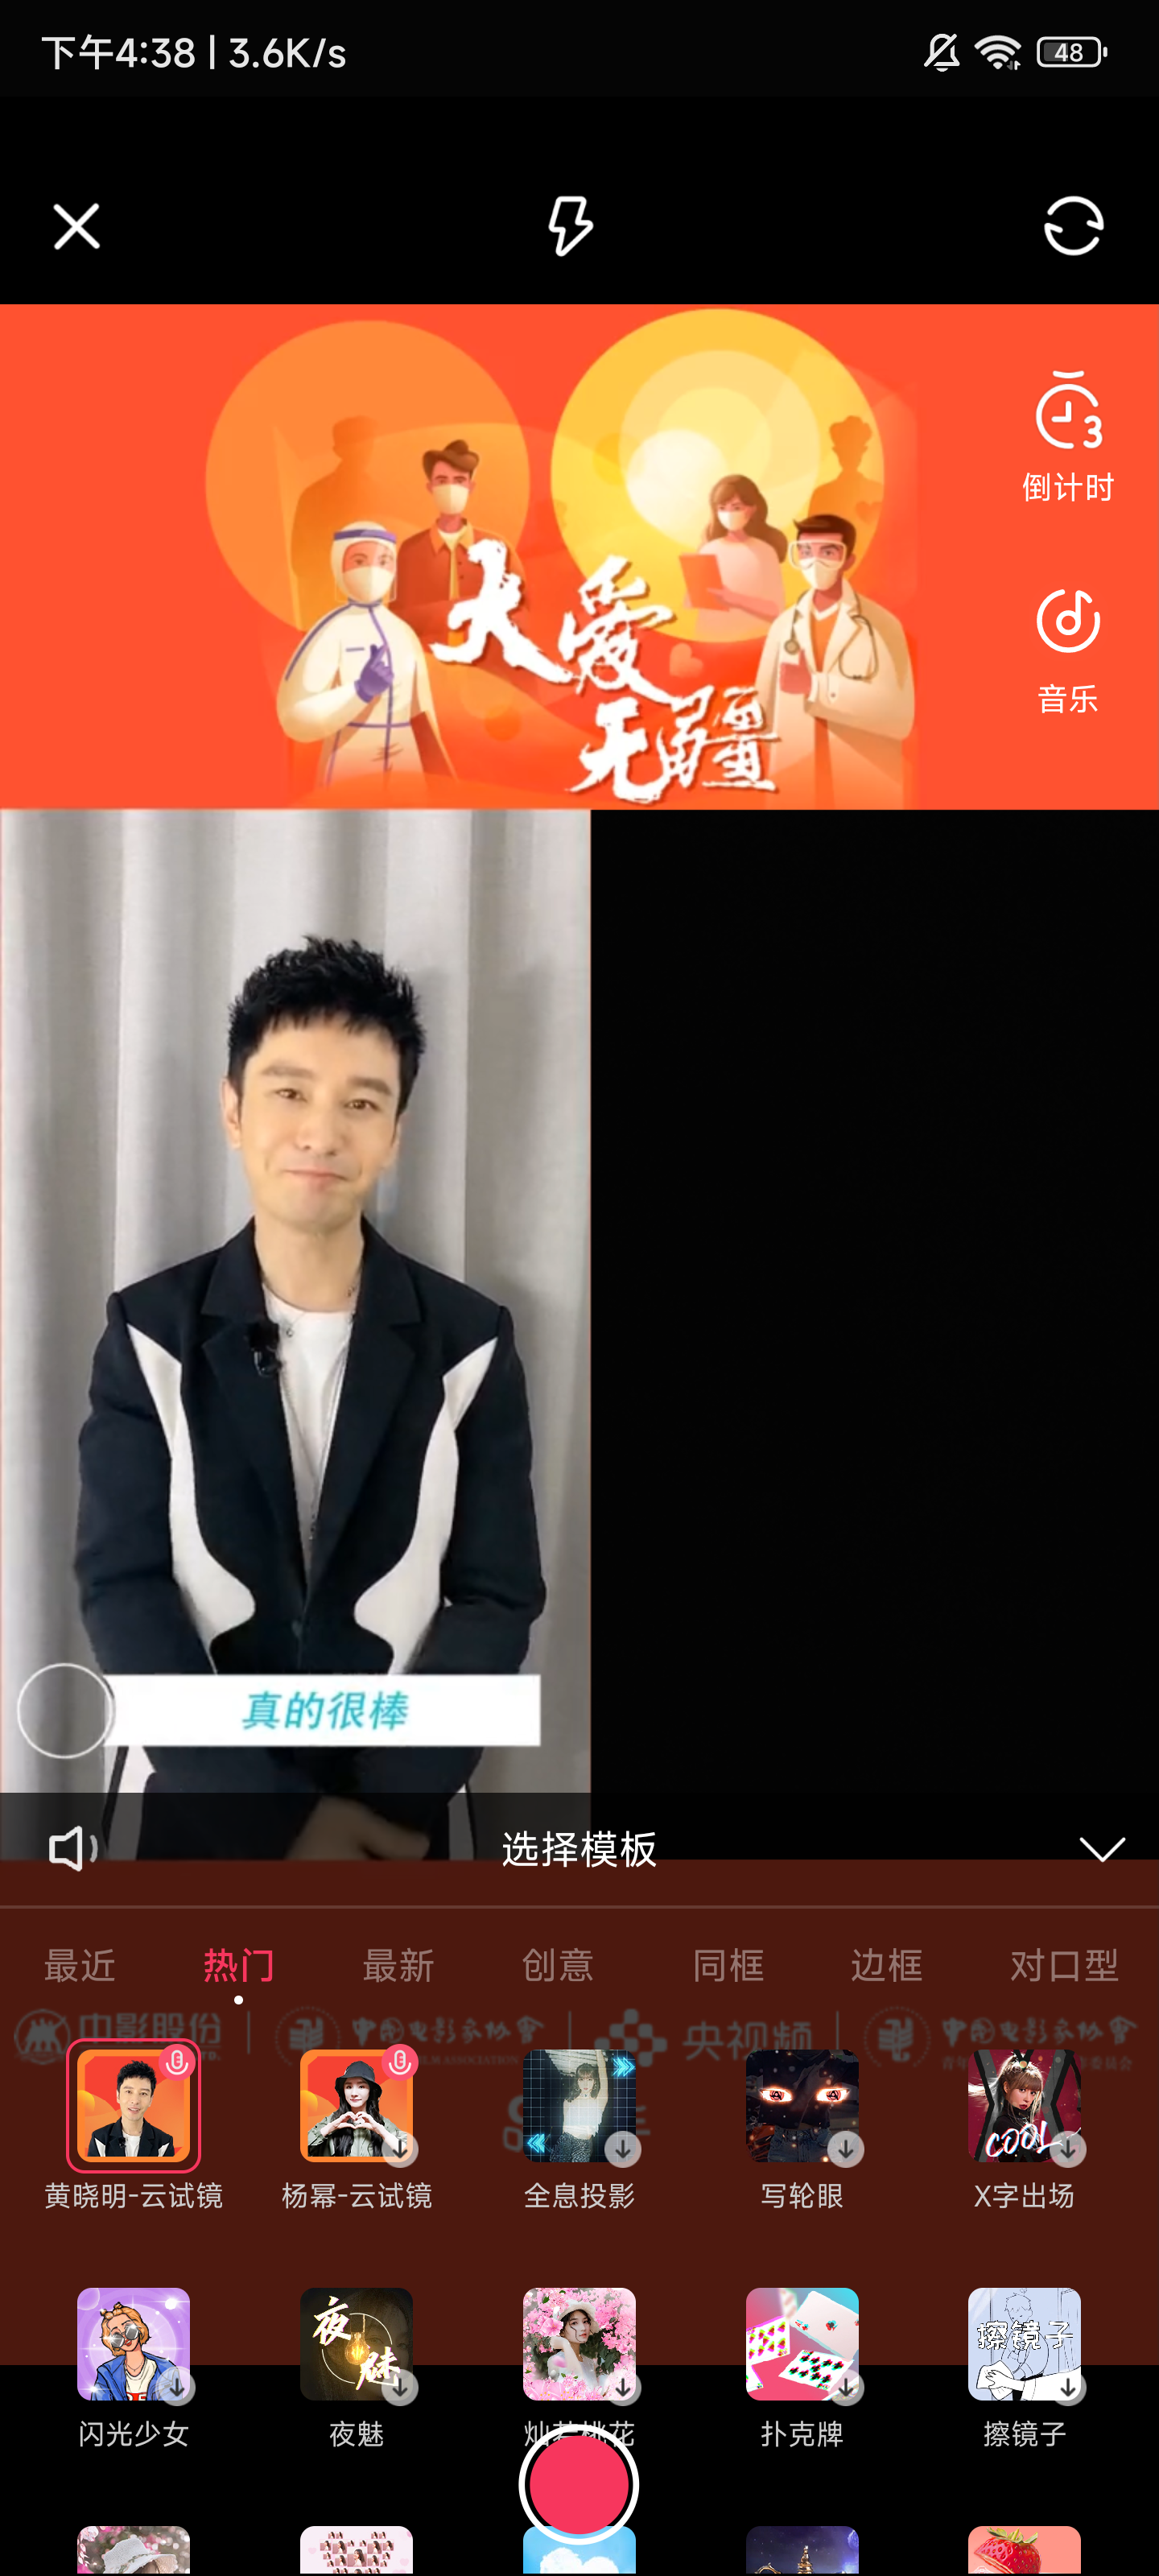 下午4:38 | 3.6K/s
48
3
倒计时
大爱
无疆
音乐
真的很棒
选择模板
最近 热门 最新 创意 同框 边框 对口型
中影股份 中国电影家协会 央视频 中国电影家协会
黄晓明-云试镜 杨幂-云试镜 全息投影 写轮眼 X字出场
COOL
夜魅
擦镜子
闪光少女 夜魅 灿若桃花 扑克牌 擦镜子